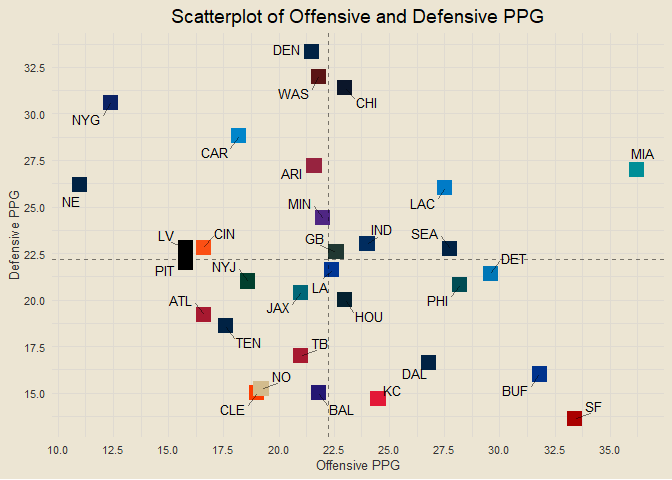 Scatterplot of Offensive and Defensive PPG
DEN
WAS
CHI
NYG
CAR
MIA
ARI
NE
LAC
MIN
LV
CIN
GB
IND
SEA
PIT
NYJ
DET
LA
ATL
JAX
PHI
HOU
TEN
TB
NO
DAL
KC
BUF
CLE
BAL
SF
Defensive PPG
32.5
30.0
27.5
25.0
22.5
20.0
17.5
15.0
10.0 12.5 15.0 17.5 20.0 22.5 25.0 27.5 30.0 32.5 35.0
Offensive PPG